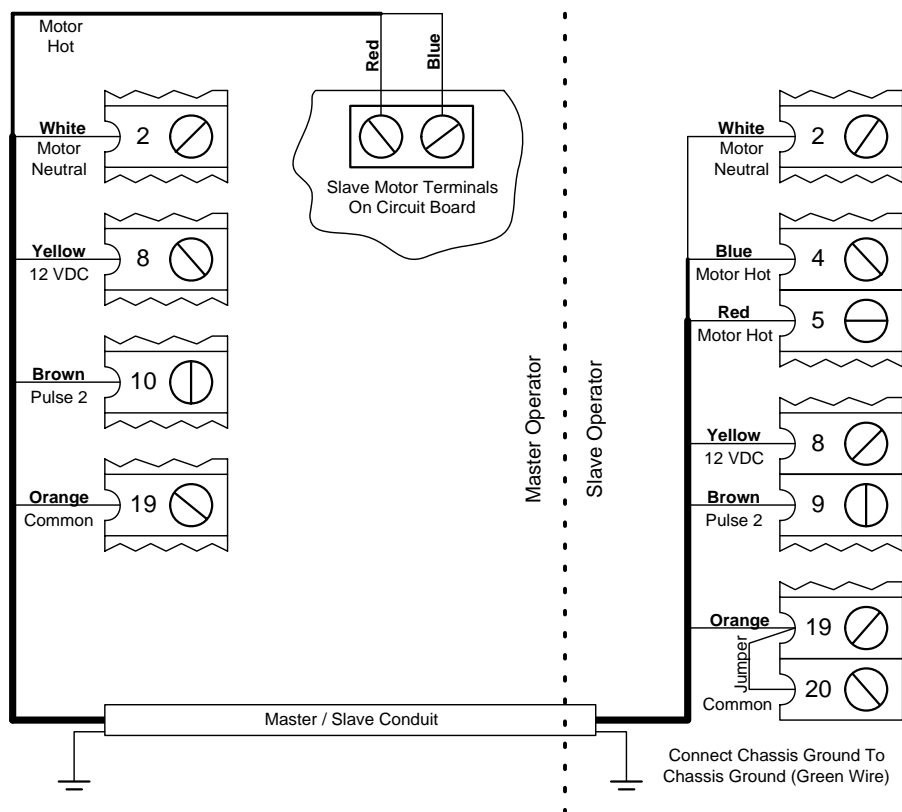 Motor
Hot
Red
Blue
White
Motor
Neutral
2
Slave Motor Terminals
On Circuit Board
Yellow
12 VDC
8
Brown
Pulse 2
10
Orange
Common
19
Master Operator
Slave Operator
White
Motor
Neutral
2
Blue
Motor Hot
4
Red
Motor Hot
5
Yellow
12 VDC
8
Brown
Pulse 2
9
Orange
19
Jumper
20
Common
Master / Slave Conduit
Connect Chassis Ground To
Chassis Ground (Green Wire)